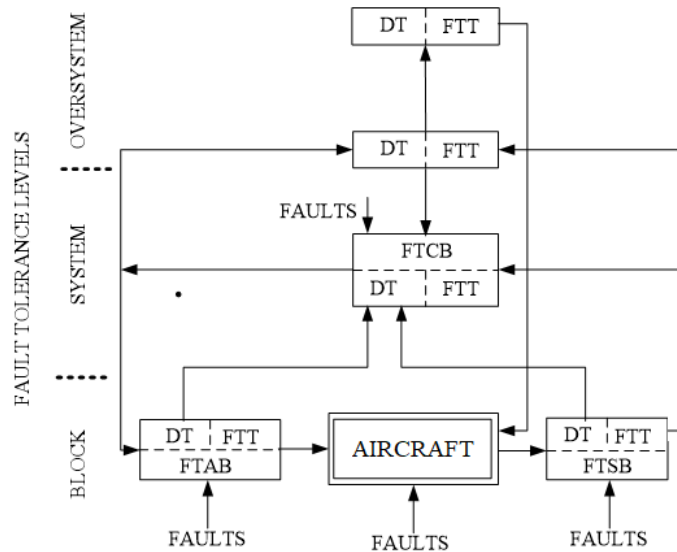 DT FTT
DT FTT
FAULTS
FTCB
DT FTT
DT FTT
FTAB
AIRCRAFT
DT FTT
FTSB
FAULTS
FAULTS
FAULTS
FAULT TOLERANCE LEVELS
OVERSYSTEM
SYSTEM
BLOCK